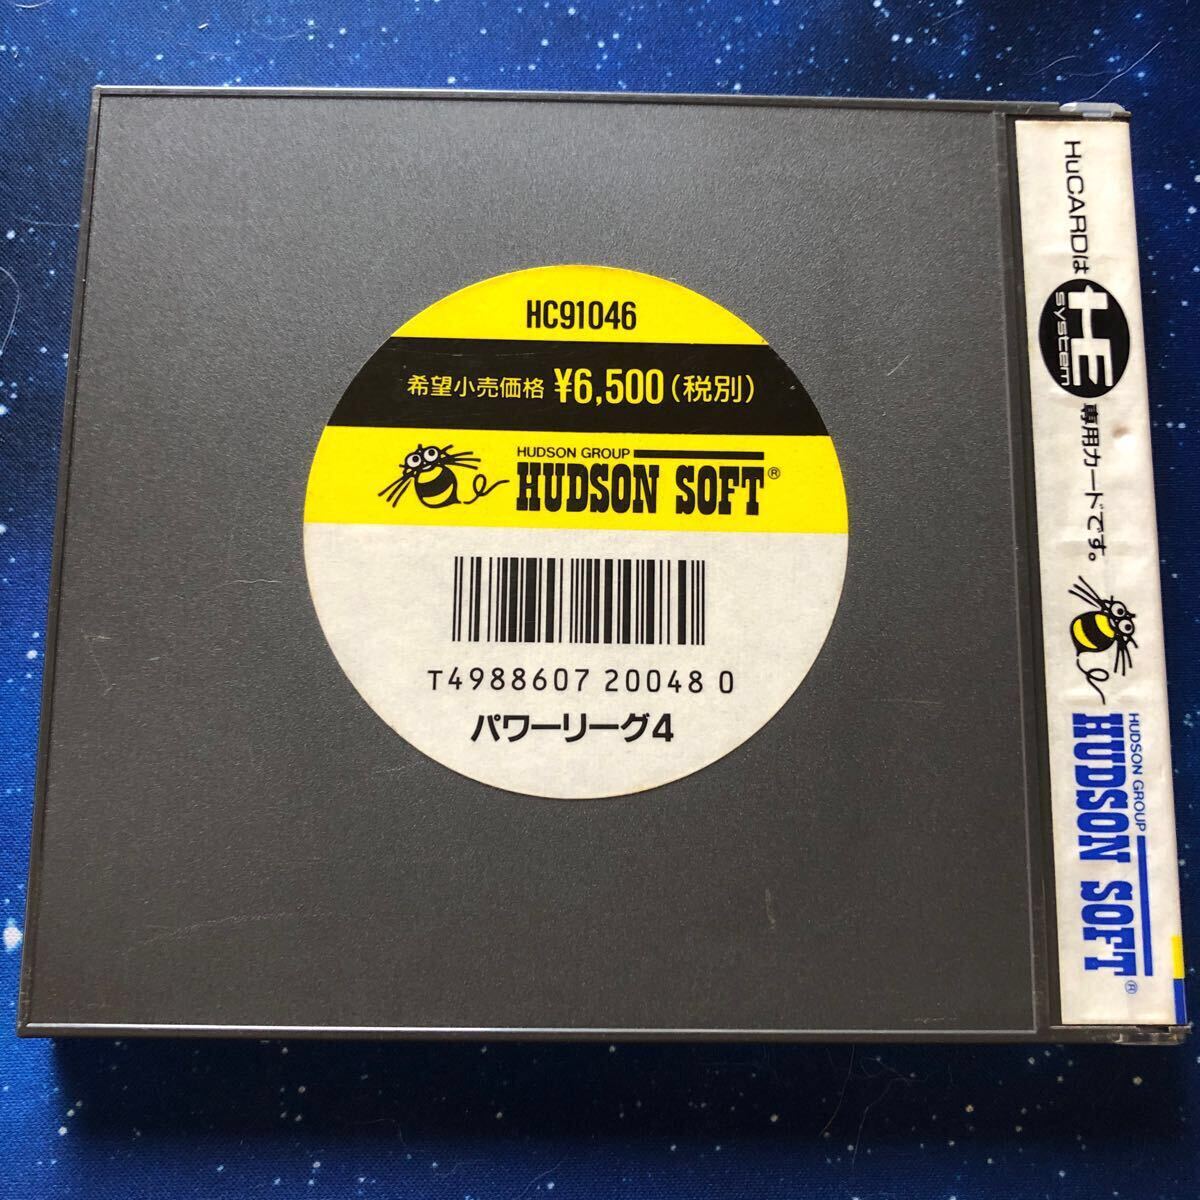 HC91046
希望小売価格 ¥6,500(税別)
HUDSON GROUP
HUDSON SOFT®
T4988607 20048 0
パワーリーグ4
HuCARDは HE system 専用カードです。
HUDSON GROUP
HUDSON SOFT®